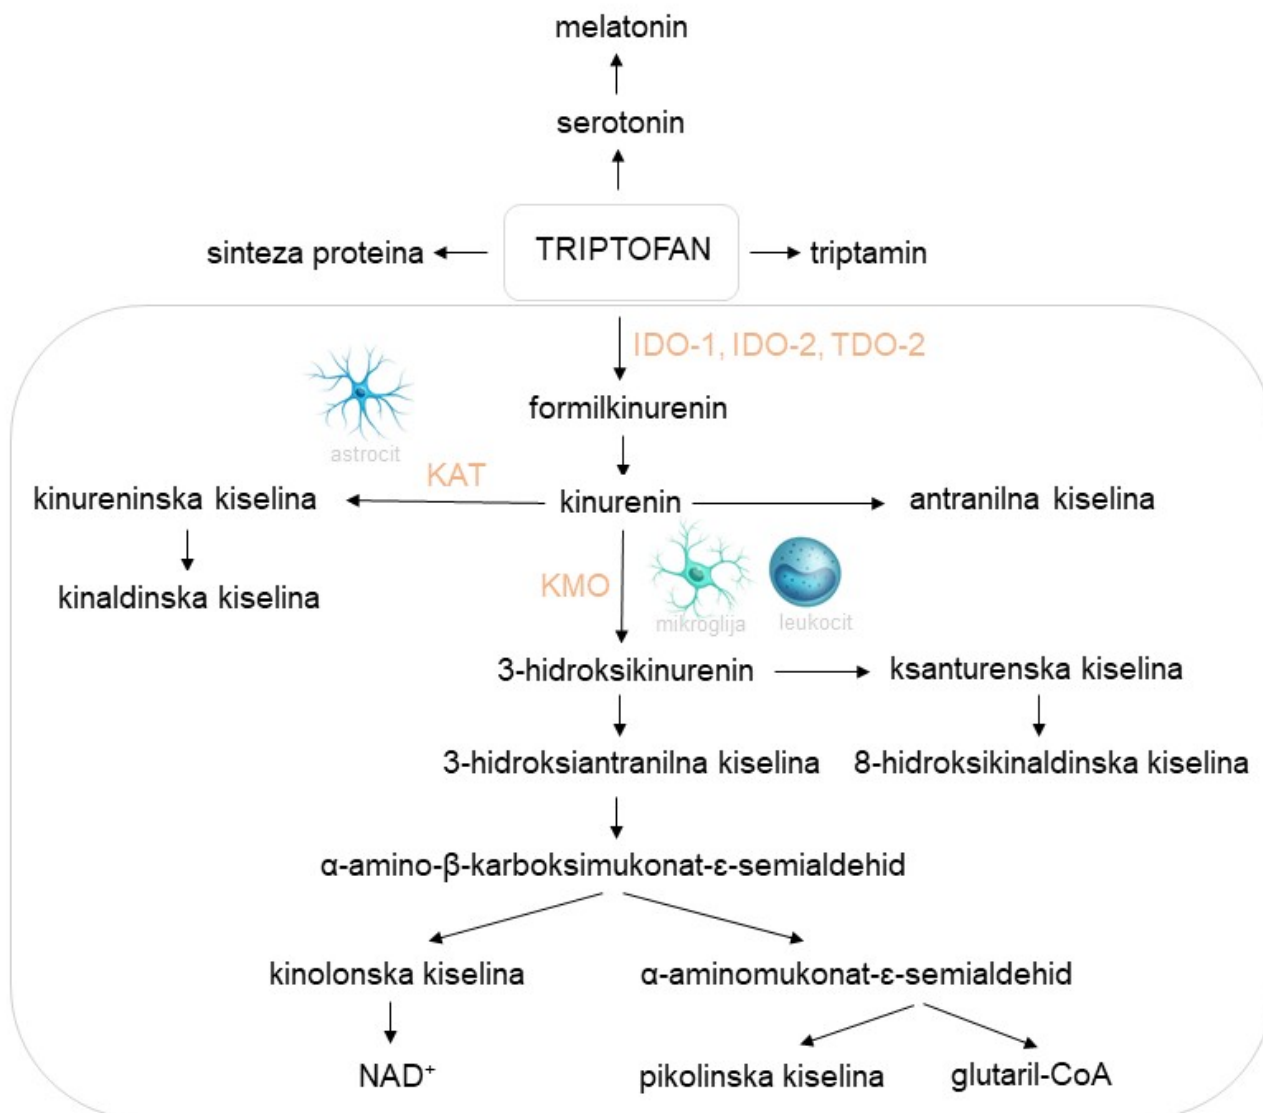 melatonin
serotonin
sinteza proteina
TRIPTOFAN
triptamin
IDO-1, IDO-2, TDO-2
formilkinurenin
astrocit
KAT
kinureninska kiselina
kinurenin
antranilna kiselina
kinaldinska kiselina
KMO
mikroglija
leukocit
3-hidroksikinurenin
ksanturenska kiselina
3-hidroksiantranilna kiselina
8-hidroksikinaldinska kiselina
α-amino-β-karboksimukonat-ε-semialdehid
kinolonska kiselina
α-aminomukonat-ε-semialdehid
NAD⁺
pikolinska kiselina
glutaril-CoA